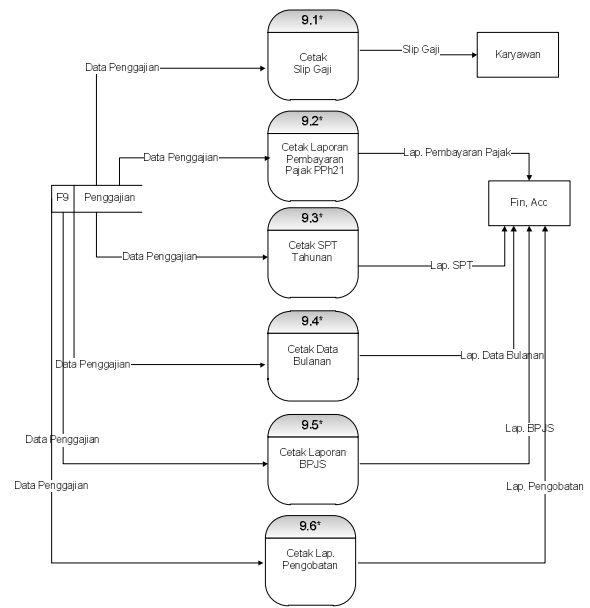 9.1*
Cetak
Slip Gaji
Data Penggajian
Slip Gaji
Karyawan
9.2*
Cetak Laporan
Pembayaran
Pajak PPh21
Data Penggajian
Lap. Pembayaran Pajak
F9
Penggajian
Fin, Acc
9.3*
Cetak SPT
Tahunan
Data Penggajian
Lap. SPT
9.4*
Cetak Data
Bulanan
Data Penggajian
Lap. Data Bulanan
9.5*
Cetak Laporan
BPJS
Data Penggajian
Lap. BPJS
Data Penggajian
Lap. Pengobatan
9.6*
Cetak Lap.
Pengobatan